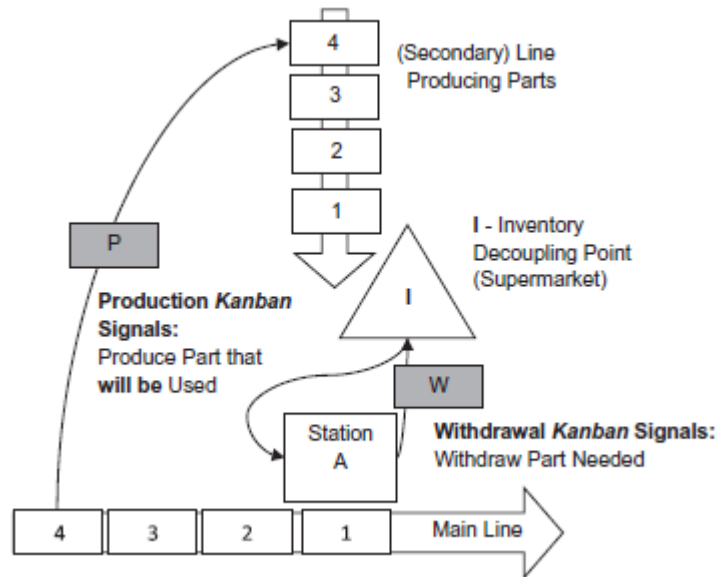 4
(Secondary) Line
Producing Parts
3
2
1
P
I - Inventory
Decoupling Point
(Supermarket)
I
Production Kanban
Signals:
Produce Part that
will be Used
W
Station
A
Withdrawal Kanban Signals:
Withdraw Part Needed
4
3
2
1
Main Line